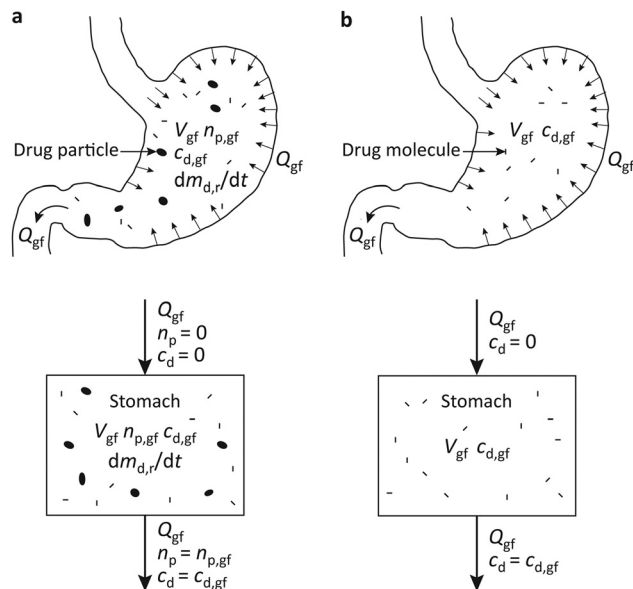 a
V_gf n_p,gf
Drug particle
c_d,gf
dm_d,r/dt
Q_gf
Q_gf
Q_gf
n_p = 0
c_d = 0
Stomach
V_gf n_p,gf c_d,gf
dm_d,r/dt
Q_gf
n_p = n_p,gf
c_d = c_d,gf
b
V_gf c_d,gf
Drug molecule
Q_gf
Q_gf
Q_gf
c_d = 0
Stomach
V_gf c_d,gf
Q_gf
c_d = c_d,gf